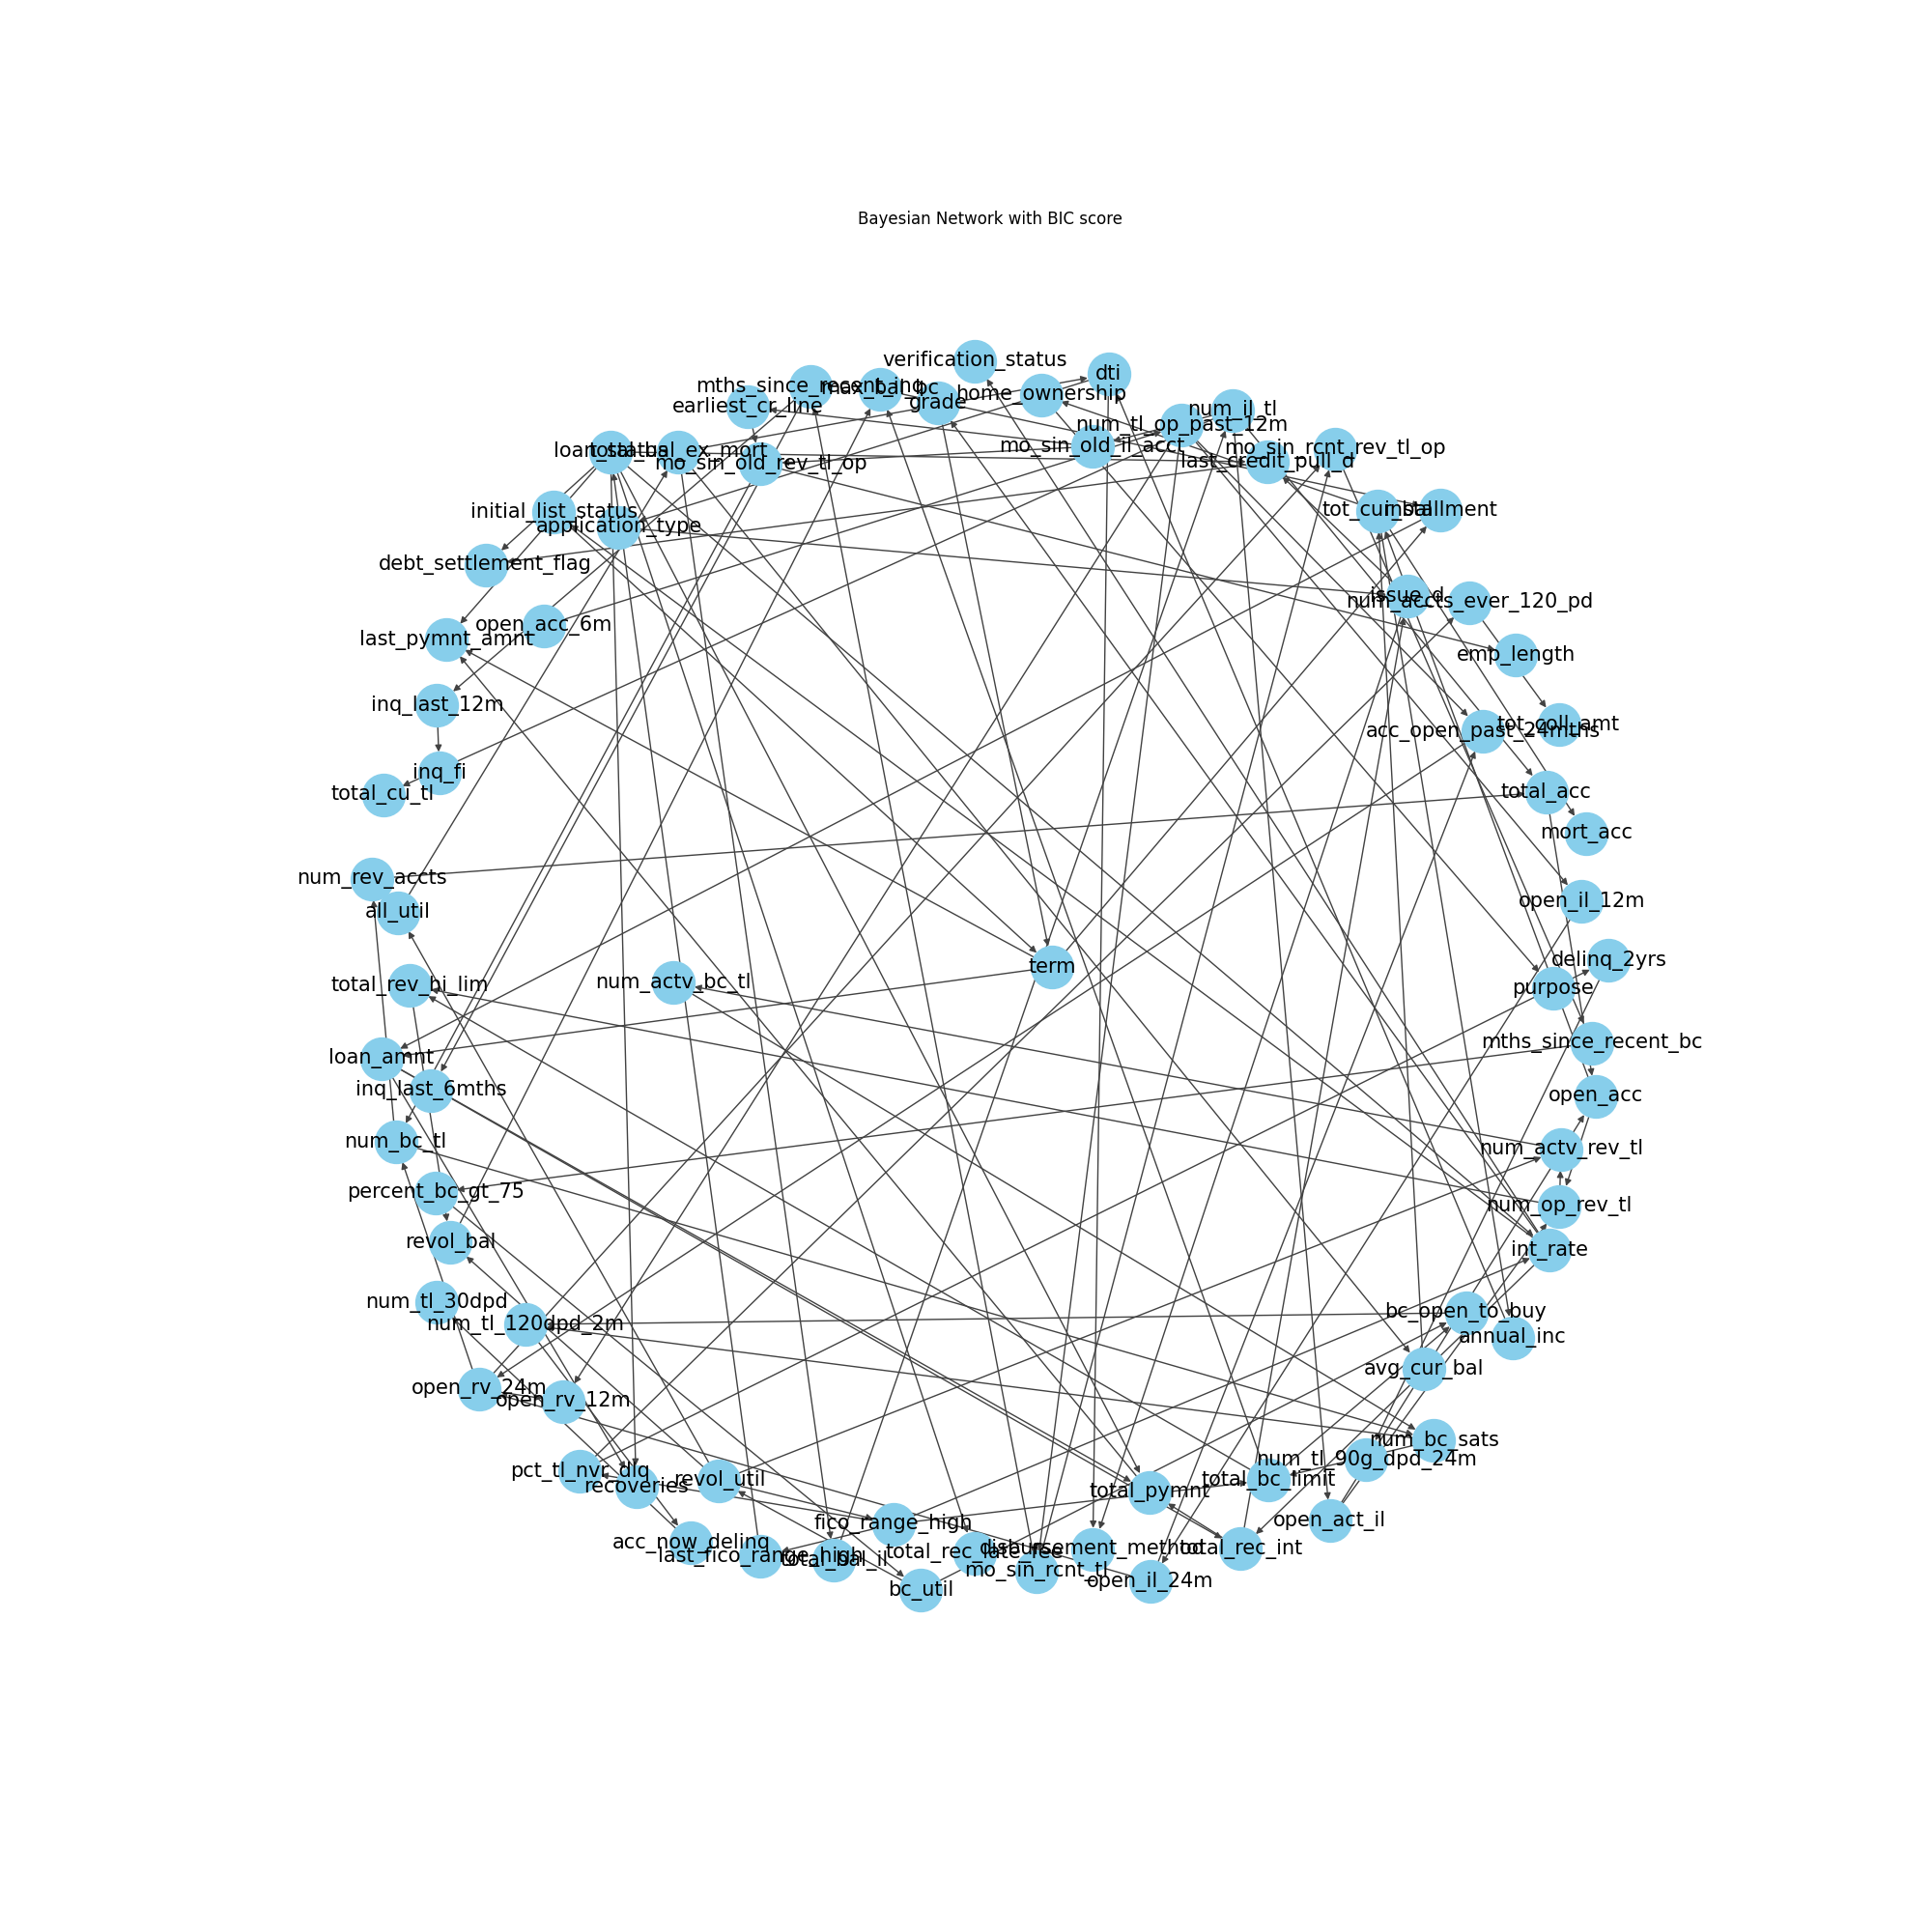 Bayesian Network with BIC score
verification_status
dti
mths_since_recent_inq
max_bal_bc
home_ownership
grade
earliest_cr_line
num_il_tl
num_tl_op_past_12m
mo_sin_old_il_acct
mo_sin_rcnt_rev_tl_op
last_credit_pull_d
loan_status
total_bal_ex_mort
mo_sin_old_rev_tl_op
initial_list_status
application_type
tot_cur_bal
installment
debt_settlement_flag
issue_d
num_accts_ever_120_pd
open_acc_6m
last_pymnt_amnt
emp_length
inq_last_12m
acc_open_past_24mths
tot_coll_amt
inq_fi
total_cu_tl
total_acc
mort_acc
num_rev_accts
all_util
open_il_12m
term
delinq_2yrs
num_actv_bc_tl
total_rev_hi_lim
purpose
mths_since_recent_bc
loan_amnt
inq_last_6mths
open_acc
num_bc_tl
num_actv_rev_tl
percent_bc_gt_75
num_op_rev_tl
revol_bal
int_rate
num_tl_30dpd
num_tl_120dpd_2m
bc_open_to_buy
annual_inc
avg_cur_bal
open_rv_24m
open_rv_12m
num_bc_sats
num_tl_90g_dpd_24m
pct_tl_nvr_dlq
recoveries
revol_util
total_pymnt
total_bc_limit
open_act_il
fico_range_high
acc_now_delinq
last_fico_range_high
total_bal_il
total_rec_late_fee
disbursement_method
total_rec_int
mo_sin_rcnt_tl
open_il_24m
bc_util